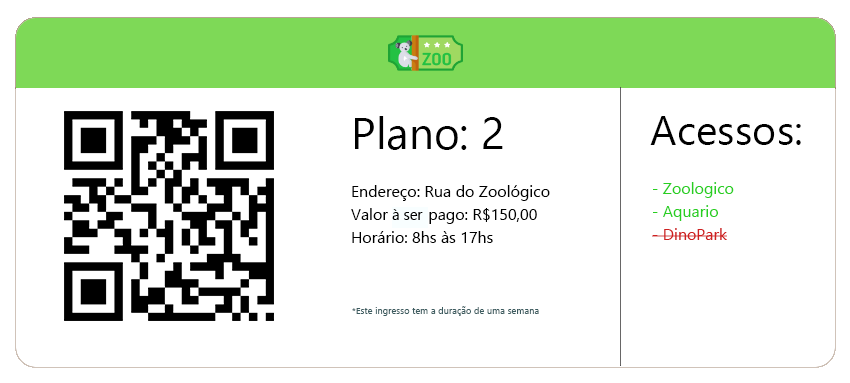 ZOO
Plano: 2
Endereço: Rua do Zoológico
Valor à ser pago: R$150,00
Horário: 8hs às 17hs
*Este ingresso tem a duração de uma semana
Acessos:
- Zoologico
- Aquario
- DinoPark